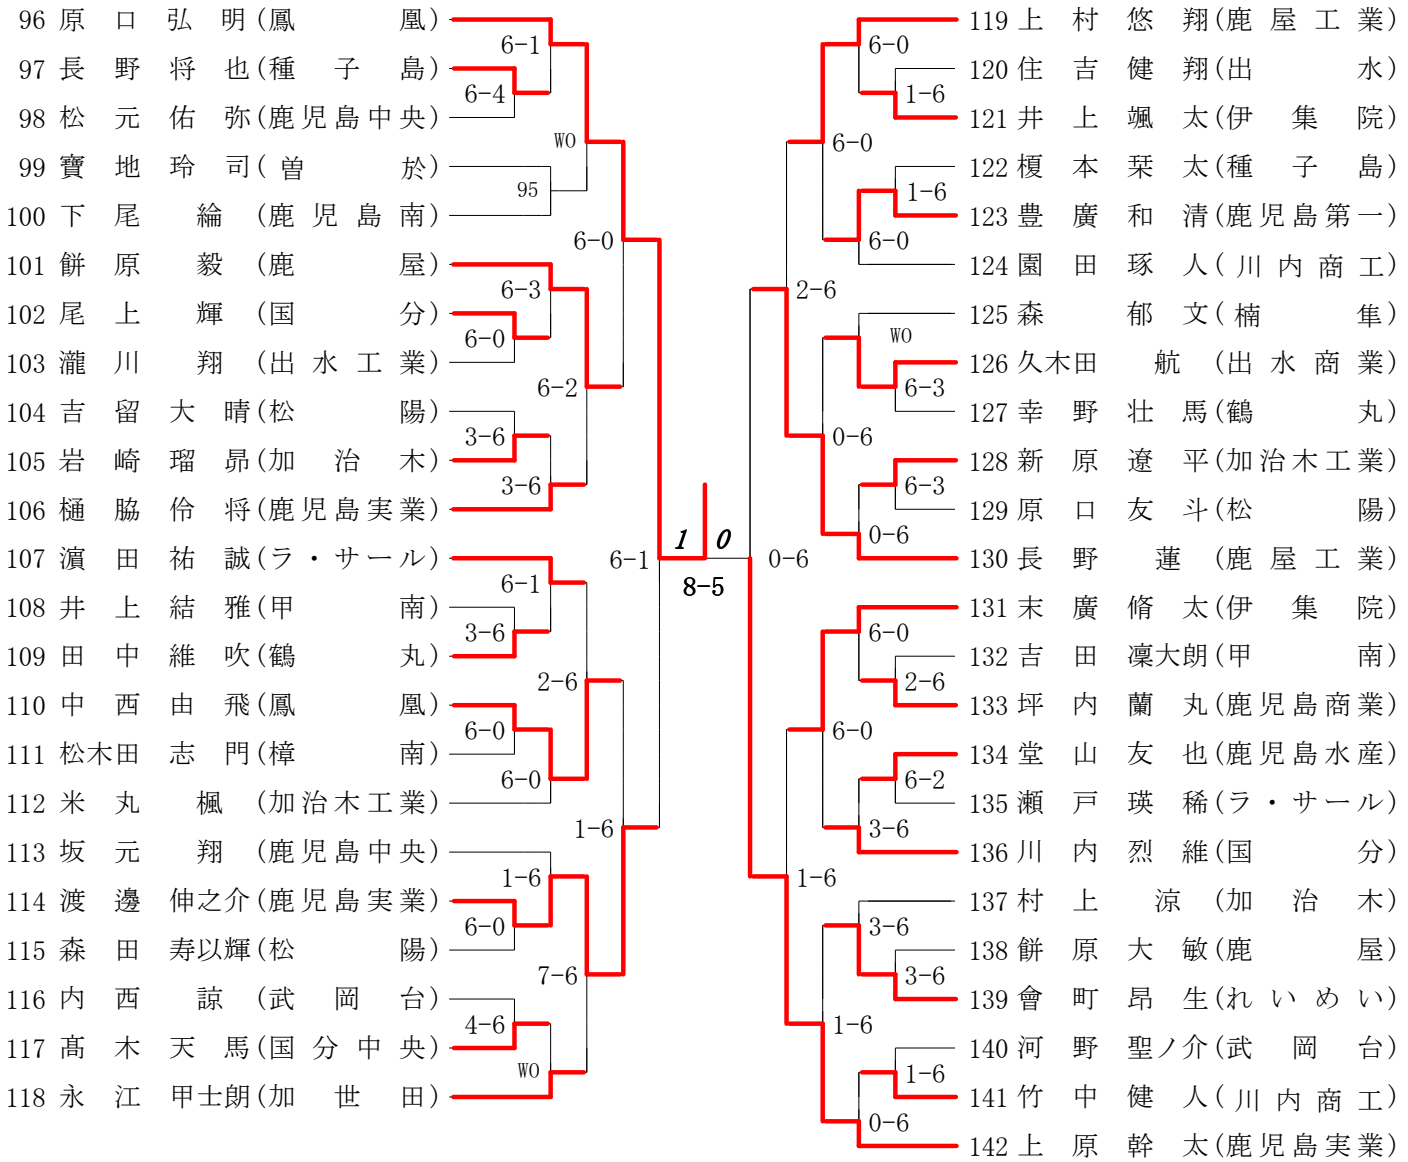 96 原口弘明(鳳凰)
6-1
97 長野将也(種子島)
6-4
98 松元佑弥(鹿児島中央)
WO
99 寶地玲司(曽於)
95
100 下尾綸(鹿児島南)
6-0
101 餅原毅(鹿屋)
6-3
102 尾上輝(国分)
6-0
103 瀧川翔(出水工業)
6-2
104 吉留大晴(松陽)
3-6
105 岩崎瑠昴(加治木)
3-6
106 樋脇伶将(鹿児島実業)
6-1
107 濵田祐誠(ラ・サール)
6-1
108 井上結雅(甲南)
3-6
109 田中維吹(鶴丸)
2-6
110 中西由飛(鳳凰)
6-0
111 松木田志門(樟南)
6-0
112 米丸楓(加治木工業)
1-6
113 坂元翔(鹿児島中央)
1-6
114 渡邊伸之介(鹿児島実業)
6-0
115 森田寿以輝(松陽)
7-6
116 内西諒(武岡台)
4-6
117 髙木天馬(国分中央)
WO
118 永江甲士朗(加世田)
1 0
8-5
119 上村悠翔(鹿屋工業)
6-0
120 住吉健翔(出水)
1-6
121 井上颯太(伊集院)
6-0
122 榎本栞太(種子島)
1-6
123 豊廣和清(鹿児島第一)
6-0
124 園田琢人(川内商工)
2-6
125 森郁文(楠隼)
WO
126 久木田航(出水商業)
6-3
127 幸野壮馬(鶴丸)
0-6
128 新原遼平(加治木工業)
6-3
129 原口友斗(松陽)
0-6
130 長野蓮(鹿屋工業)
0-6
131 末廣脩太(伊集院)
6-0
132 吉田凜大朗(甲南)
2-6
133 坪内蘭丸(鹿児島商業)
6-0
134 堂山友也(鹿児島水産)
6-2
135 瀬戸瑛稀(ラ・サール)
3-6
136 川内烈維(国分)
1-6
137 村上涼(加治木)
3-6
138 餅原大敏(鹿屋)
3-6
139 會町昂生(れいめい)
1-6
140 河野聖ノ介(武岡台)
1-6
141 竹中健人(川内商工)
0-6
142 上原幹太(鹿児島実業)